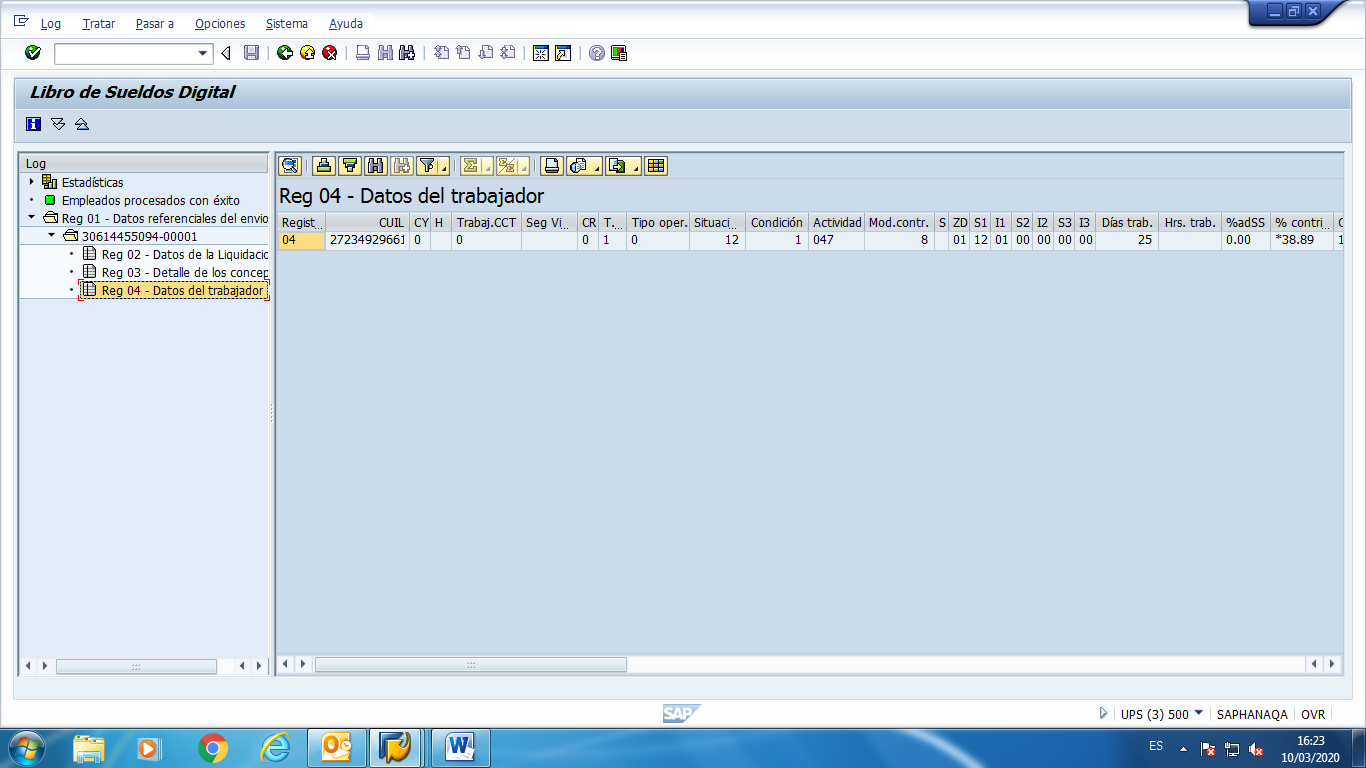 Log Tratar Pasar a Opciones Sistema Ayuda
Libro de Sueldos Digital
Log
Estadísticas
Empleados procesados con éxito
Reg 01 - Datos referenciales del envio
30614455094-00001
Reg 02 - Datos de la Liquidacio
Reg 03 - Detalle de los concep
Reg 04 - Datos del trabajador
Reg 04 - Datos del trabajador
Regist... CUIL CY H Trabaj.CCT Seg Vi... CR T... Tipo oper. Situaci... Condición Actividad Mod.contr. S ZD S1 I1 S2 I2 S3 I3 Días trab. Hrs. trab. %adSS % contri...
04 27234929661 0 0 0 1 0 12 1 047 8 01 12 01 00 00 00 00 25 0.00 *38.89 1
SAP
UPS (3) 500 SAPHANAQA OVR
ES
16:23
10/03/2020